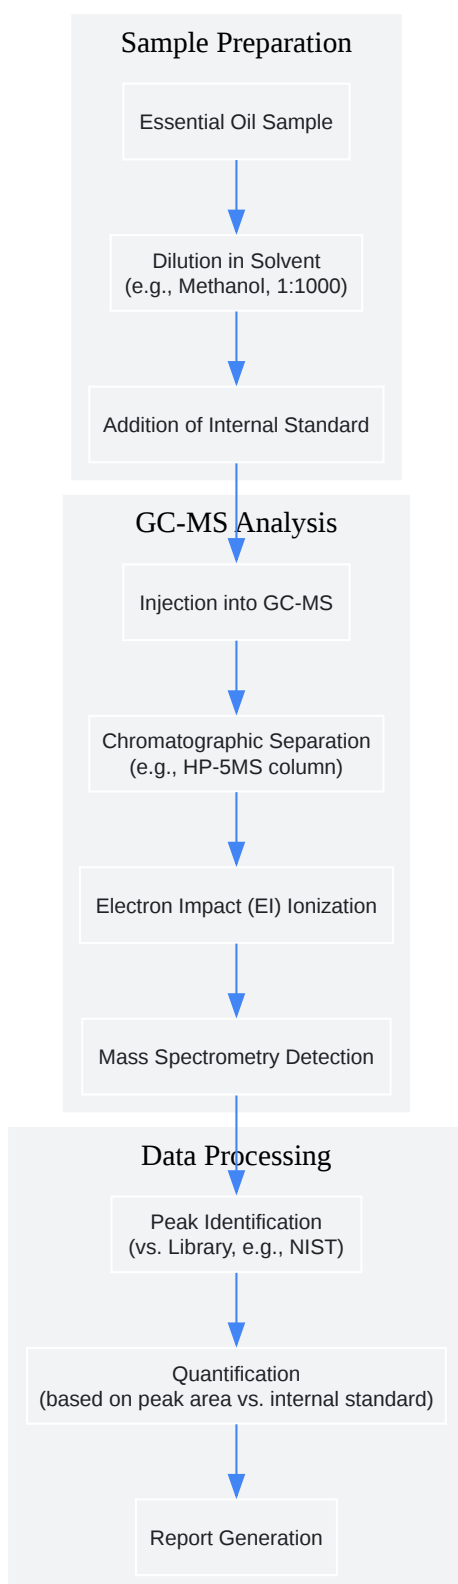 Sample Preparation
Essential Oil Sample
Dilution in Solvent
(e.g., Methanol, 1:1000)
Addition of Internal Standard
GC-MS Analysis
Injection into GC-MS
Chromatographic Separation
(e.g., HP-5MS column)
Electron Impact (EI) Ionization
Mass Spectrometry Detection
Data Processing
Peak Identification
(vs. Library, e.g., NIST)
Quantification
(based on peak area vs. internal standard)
Report Generation